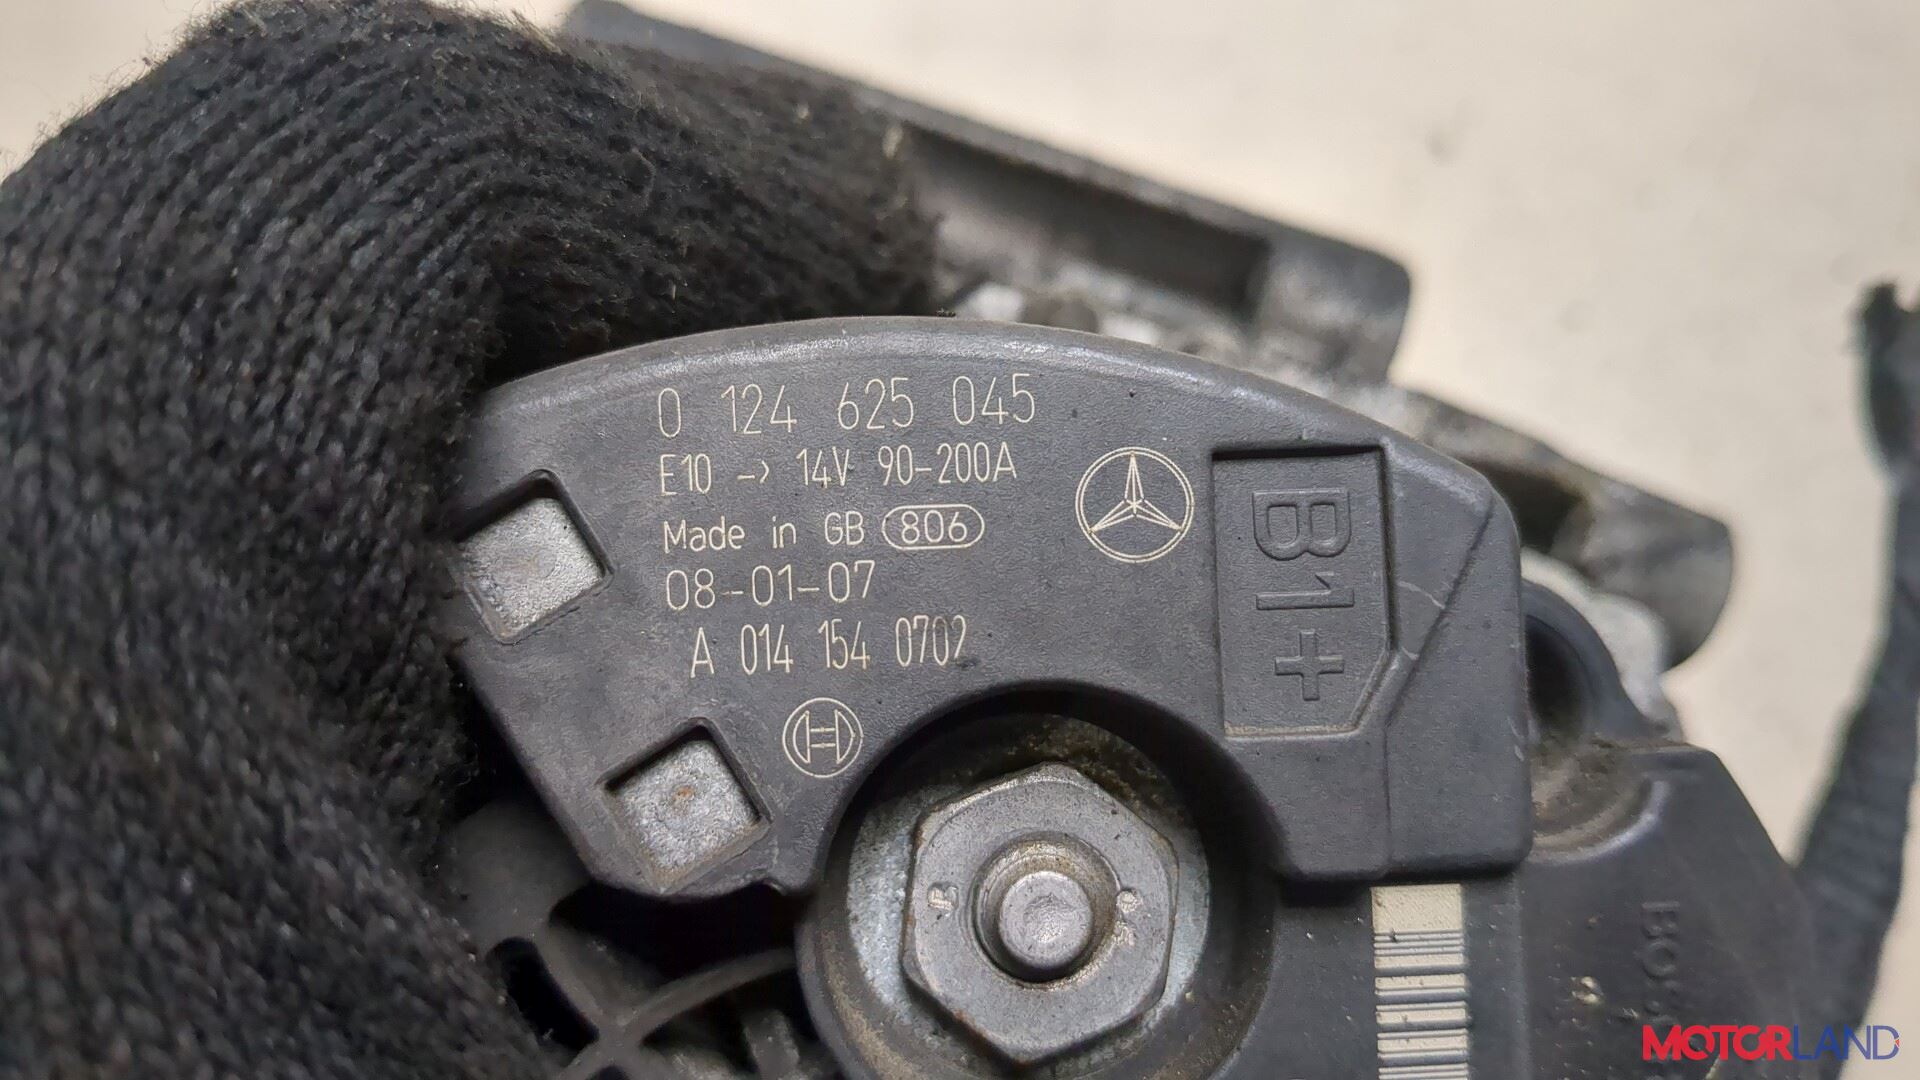 0 124 625 045
E10 -> 14V 90-200A
Made in GB 806
08-01-07
A 014 154 0702
B1+
MOTORLAND